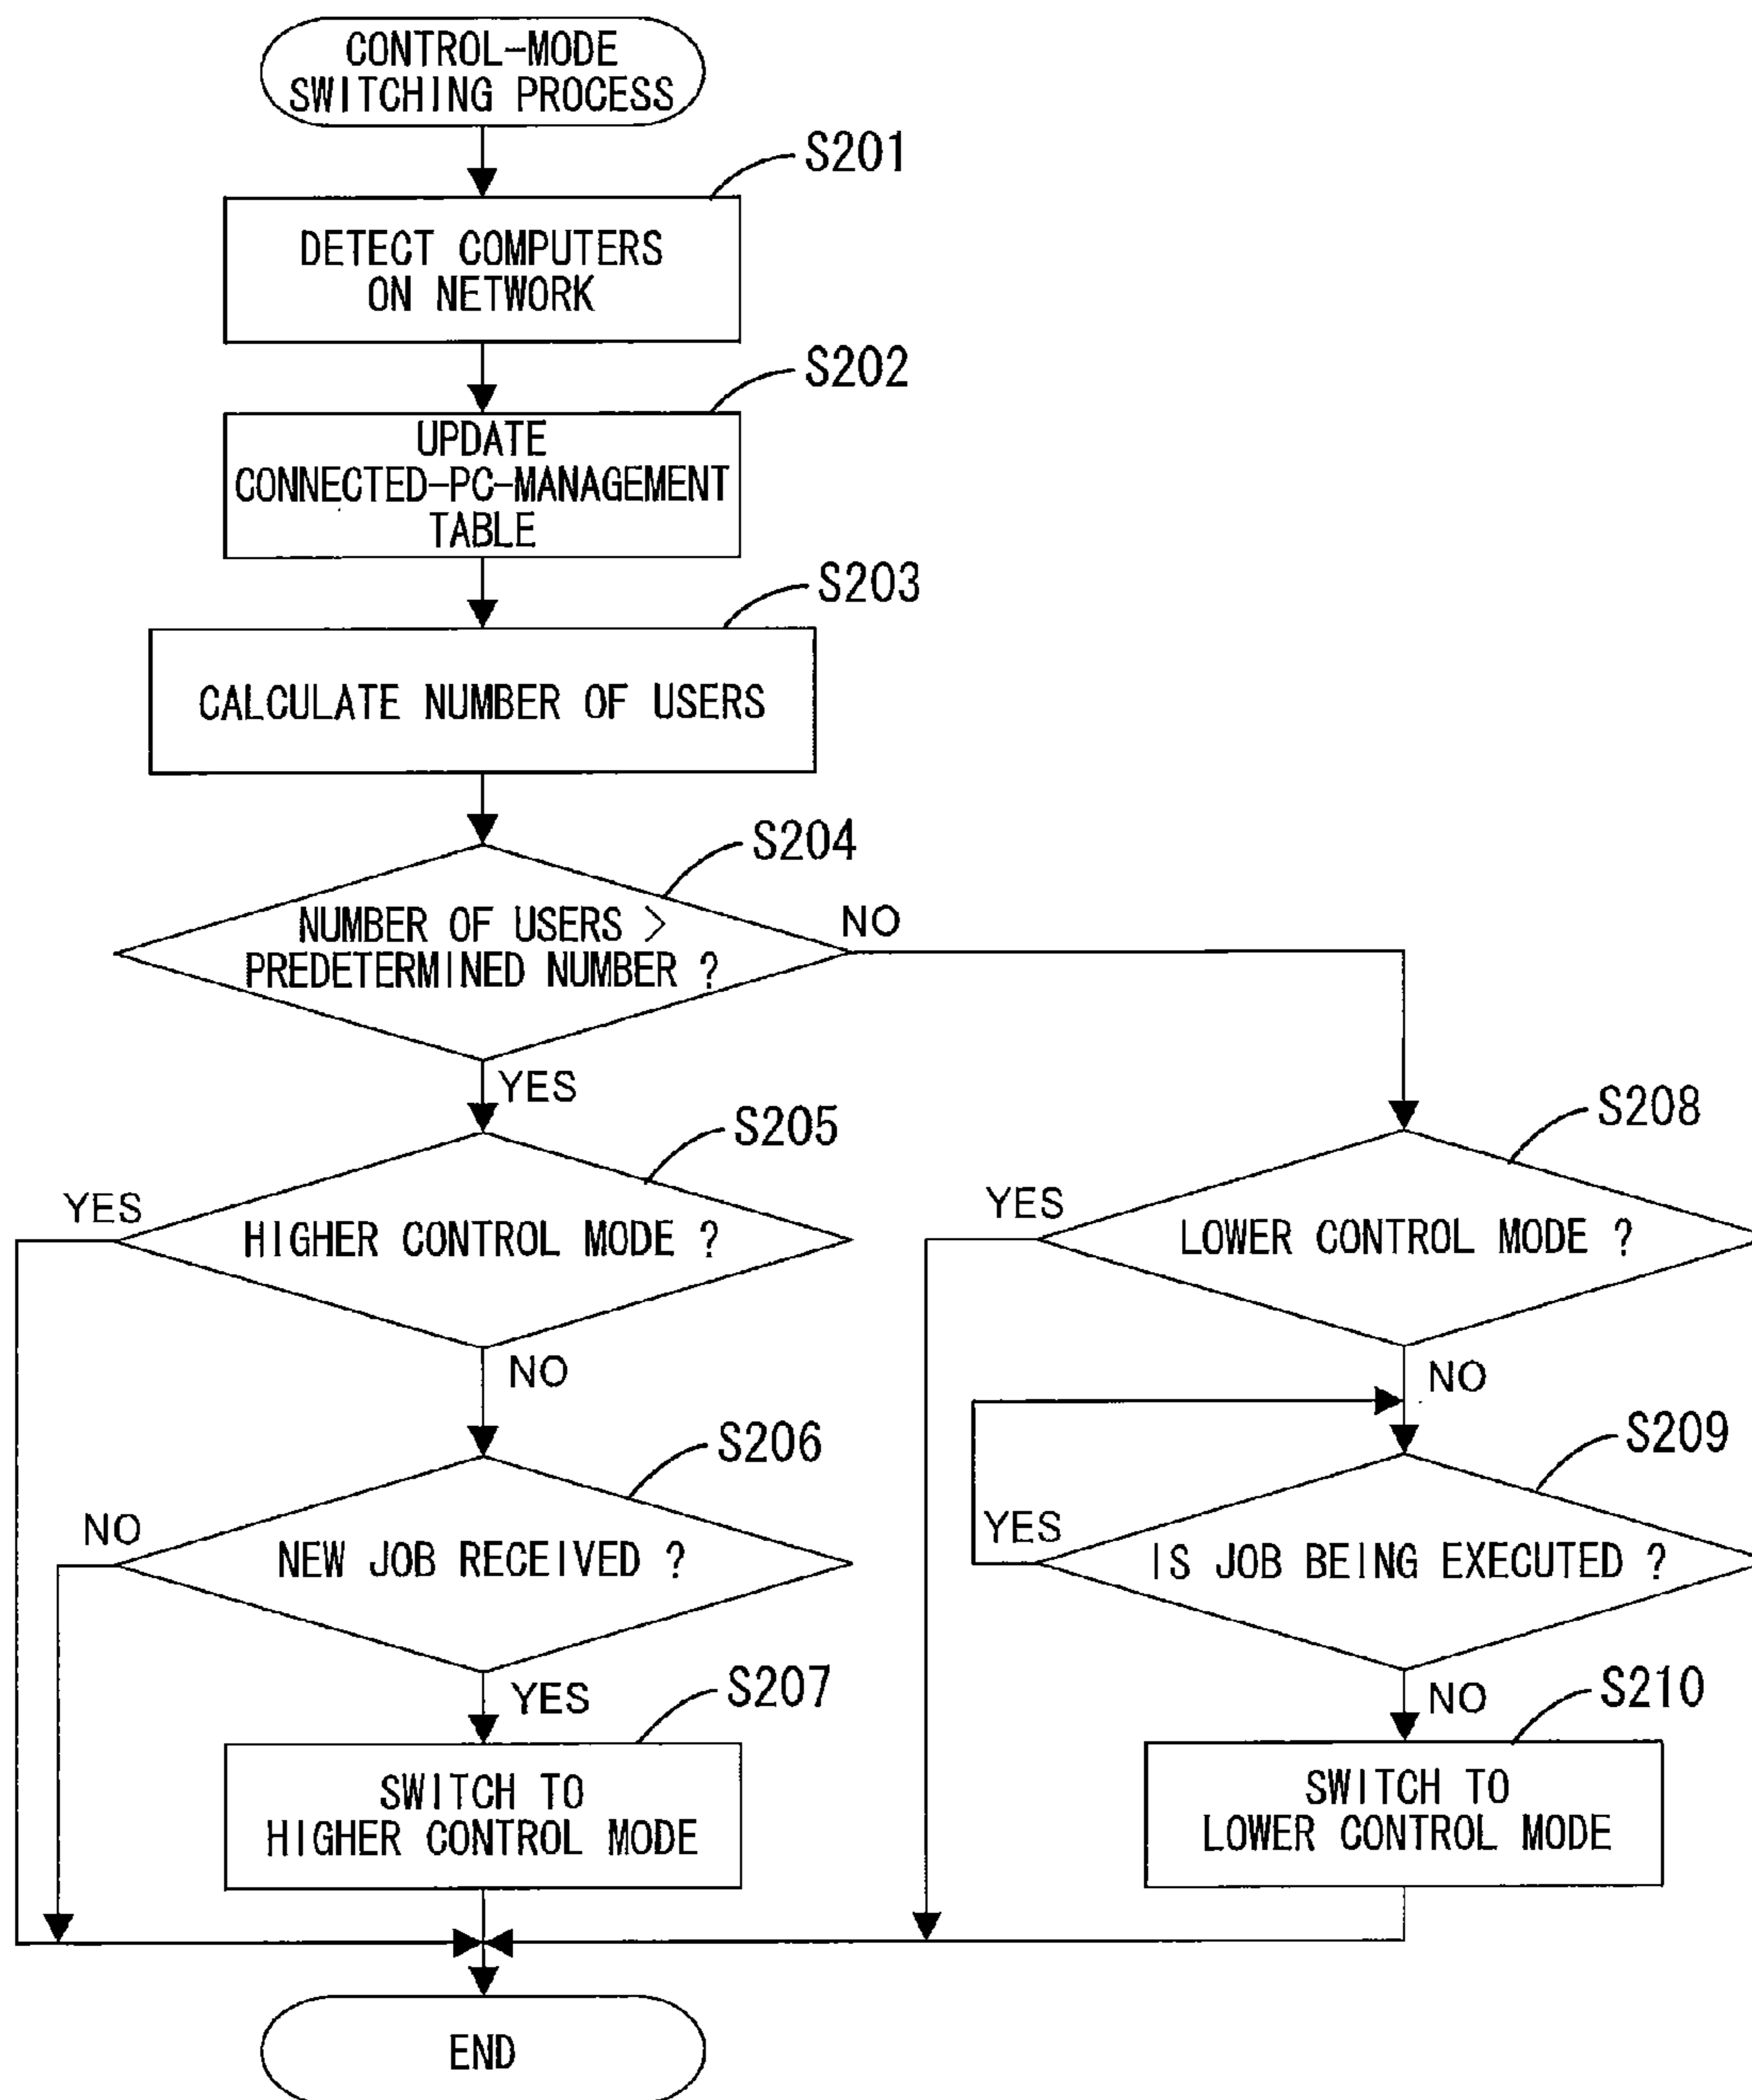 CONTROL-MODE
SWITCHING PROCESS
S201
DETECT COMPUTERS
ON NETWORK
S202
UPDATE
CONNECTED-PC-MANAGEMENT
TABLE
S203
CALCULATE NUMBER OF USERS
S204
NUMBER OF USERS >
PREDETERMINED NUMBER ?
NO
YES
S205
YES
HIGHER CONTROL MODE ?
NO
S206
NO
NEW JOB RECEIVED ?
YES
S207
SWITCH TO
HIGHER CONTROL MODE
S208
YES
LOWER CONTROL MODE ?
NO
S209
YES
IS JOB BEING EXECUTED ?
NO
S210
SWITCH TO
LOWER CONTROL MODE
END